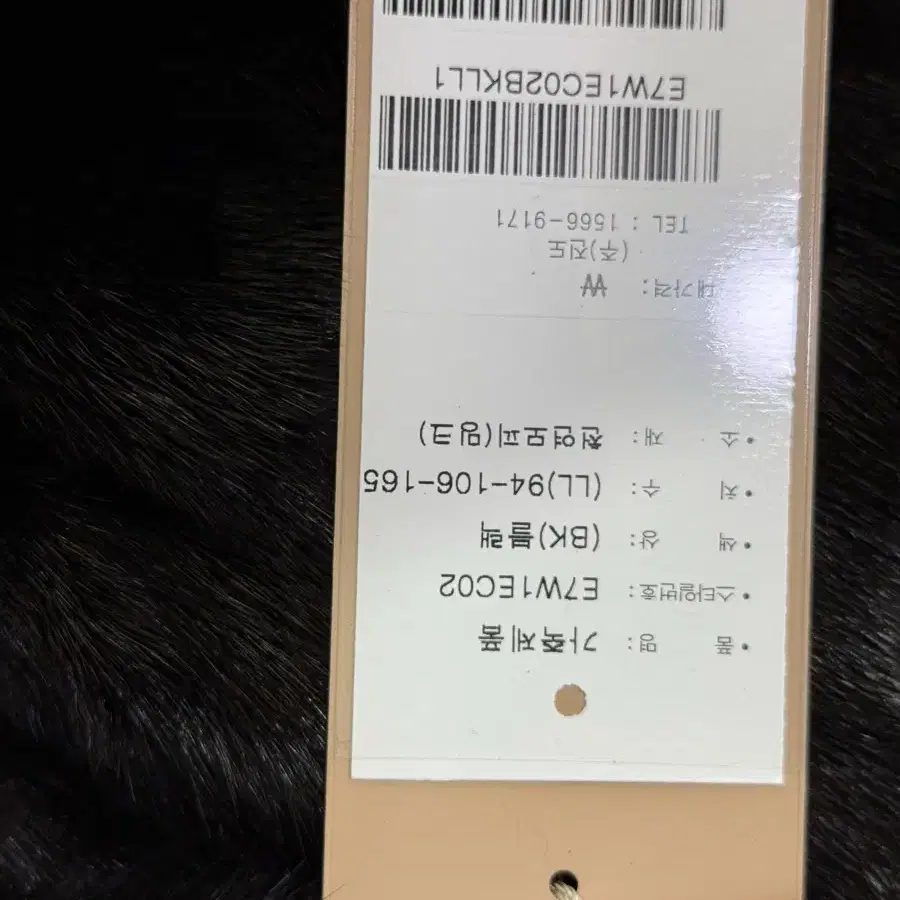 • 품 명: 가죽제품
• 스타일번호: E7W1EC02
• 색 상: (BK)블랙
• 치 수: (LL)94-106-165
• 소 재: 천연모피(밍크)
매가격: ₩
(주)진도
TEL : 1566-9171
E7W1EC02BKLL1